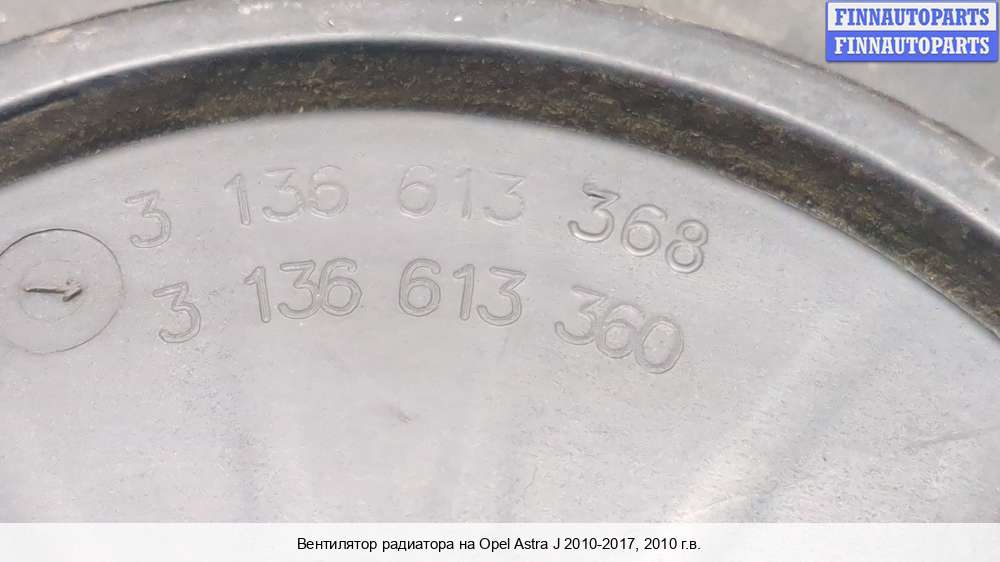 FINNAUTOPARTS
FINNAUTOPARTS
3 136 613 368
3 136 613 360
Вентилятор радиатора на Opel Astra J 2010-2017, 2010 г.в.